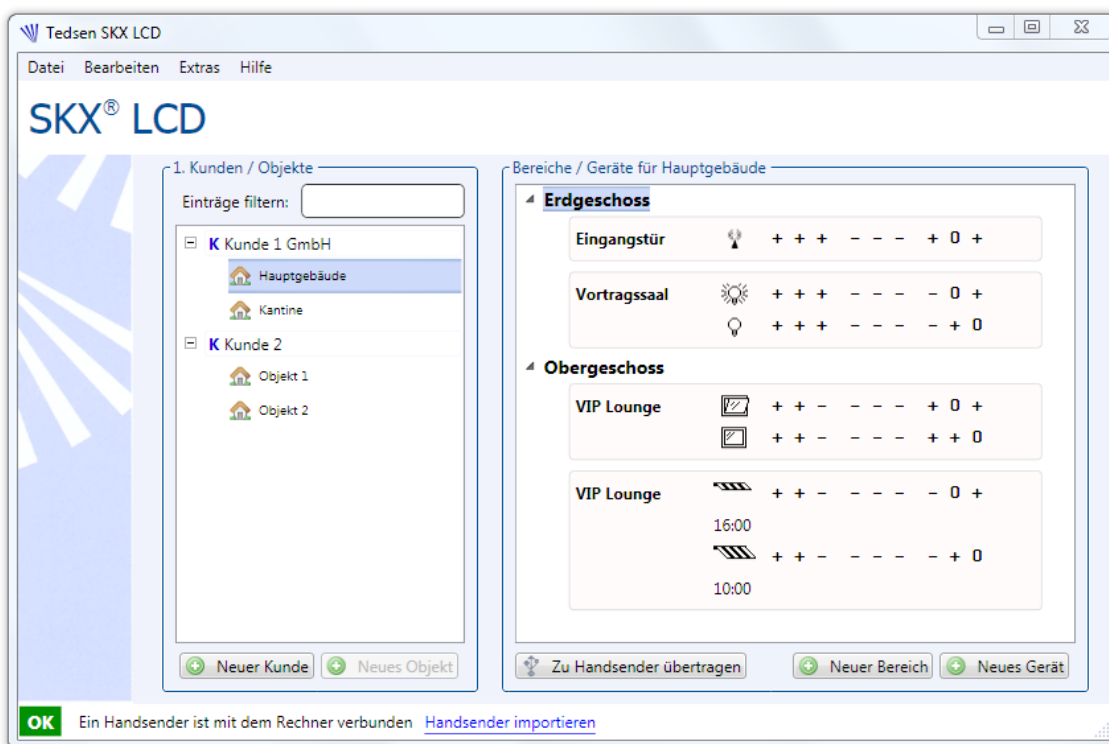 Tedsen SKX LCD
Datei Bearbeiten Extras Hilfe
SKX® LCD
1. Kunden / Objekte
Einträge filtern:
K Kunde 1 GmbH
Hauptgebäude
Kantine
K Kunde 2
Objekt 1
Objekt 2
Neuer Kunde Neues Objekt
Bereiche / Geräte für Hauptgebäude
Erdgeschoss
Eingangstür + + + - - - + 0 +
Vortragssaal + + + - - - - 0 +
+ + + - - - - + 0
Obergeschoss
VIP Lounge + + - - - - + 0 +
+ + - - - - + + 0
VIP Lounge + + - - - - - 0 +
16:00
+ + - - - - - + 0
10:00
Zu Handsender übertragen Neuer Bereich Neues Gerät
OK Ein Handsender ist mit dem Rechner verbunden Handsender importieren